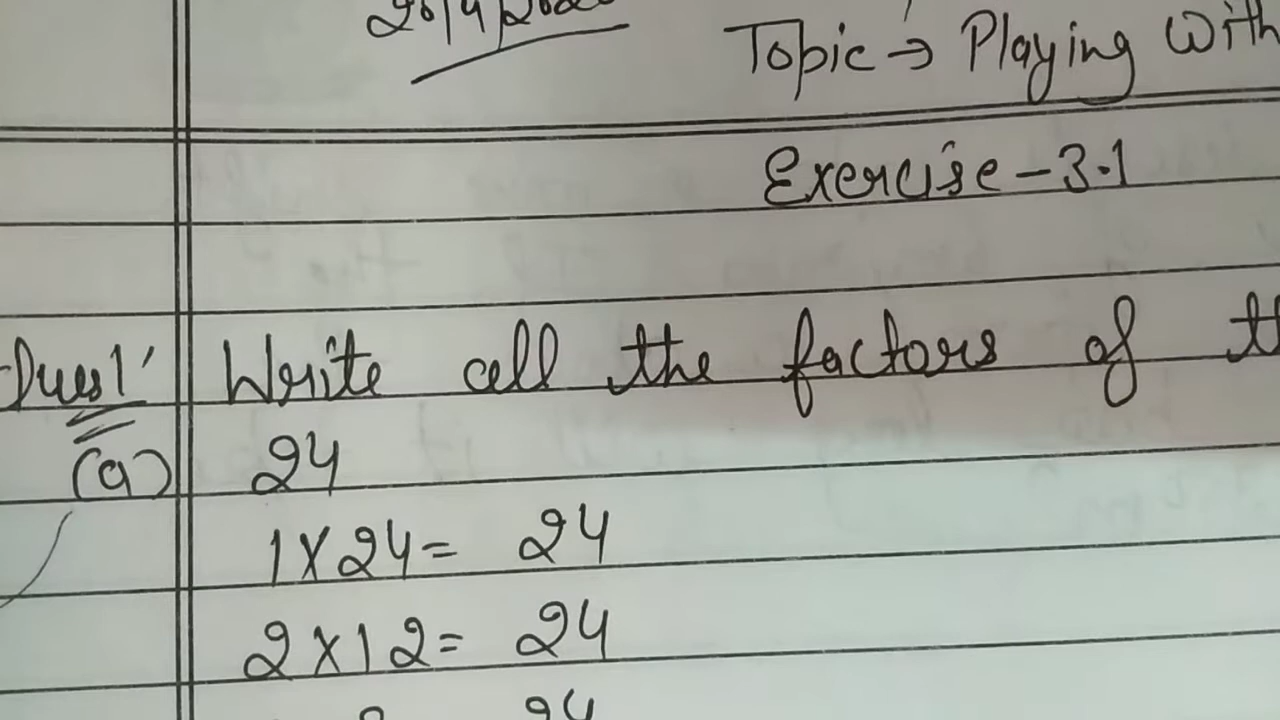 Topic → Playing With
Exercise - 3.1
Ques1' Write all the factors of
(a) 24
1 X 24 = 24
2 X 12 = 24
24